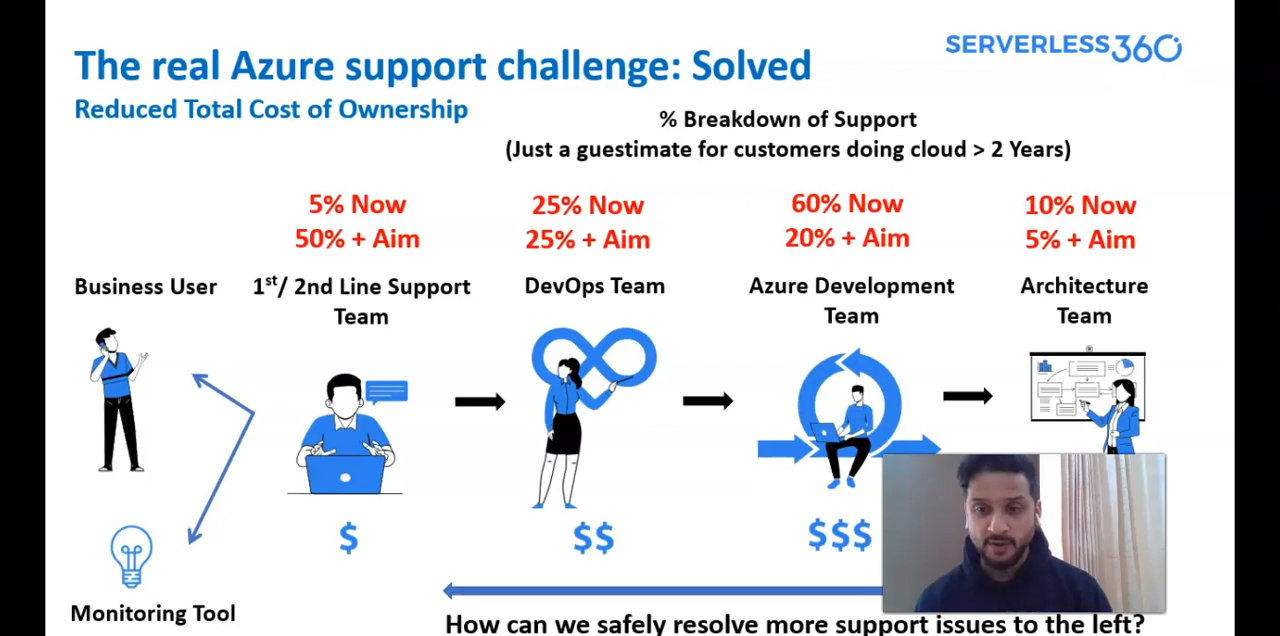 SERVERLESS360
The real Azure support challenge: Solved
Reduced Total Cost of Ownership
% Breakdown of Support
(Just a guestimate for customers doing cloud > 2 Years)
5% Now
50% + Aim
25% Now
25% + Aim
60% Now
20% + Aim
10% Now
5% + Aim
Business User
1st/ 2nd Line Support
Team
DevOps Team
Azure Development
Team
Architecture
Team
$
$$
$$$
Monitoring Tool
How can we safely resolve more support issues to the left?